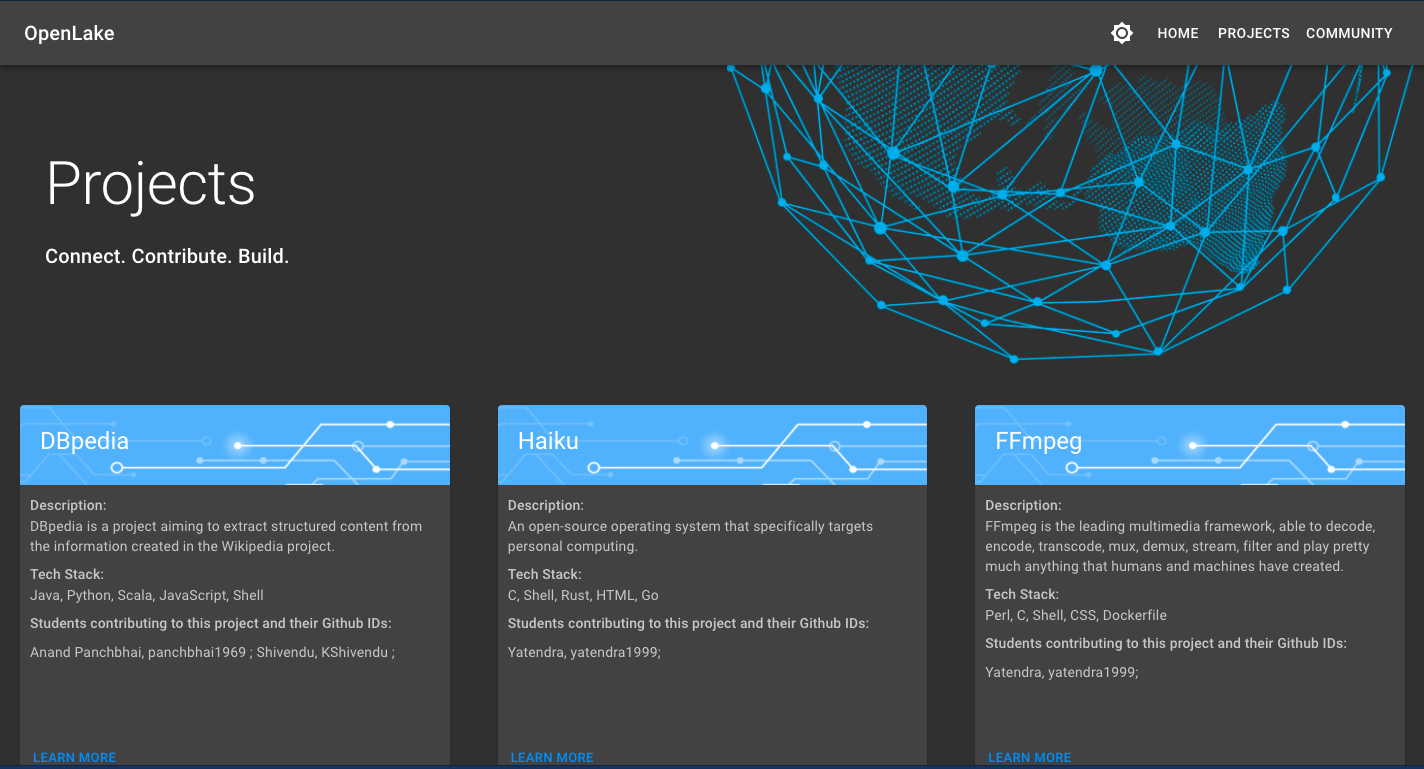 OpenLake
HOME PROJECTS COMMUNITY
Projects
Connect. Contribute. Build.
DBpedia
Description:
DBpedia is a project aiming to extract structured content from
the information created in the Wikipedia project.
Tech Stack:
Java, Python, Scala, JavaScript, Shell
Students contributing to this project and their Github IDs:
Anand Panchbhai, panchbhai1969 ; Shivendu, KShivendu ;
LEARN MORE
Haiku
Description:
An open-source operating system that specifically targets
personal computing.
Tech Stack:
C, Shell, Rust, HTML, Go
Students contributing to this project and their Github IDs:
Yatendra, yatendra1999;
LEARN MORE
FFmpeg
Description:
FFmpeg is the leading multimedia framework, able to decode,
encode, transcode, mux, demux, stream, filter and play pretty
much anything that humans and machines have created.
Tech Stack:
Perl, C, Shell, CSS, Dockerfile
Students contributing to this project and their Github IDs:
Yatendra, yatendra1999;
LEARN MORE